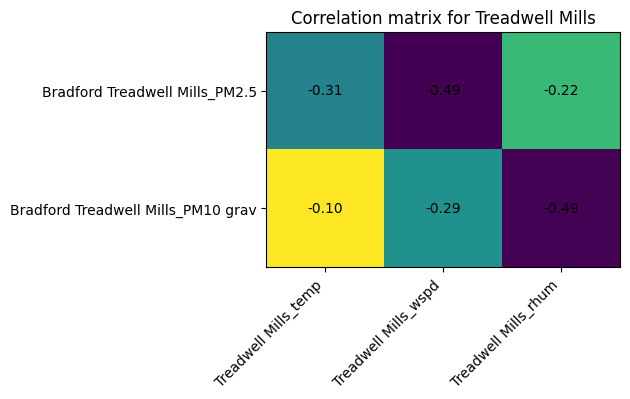 Correlation matrix for Treadwell Mills
Bradford Treadwell Mills_PM2.5
-0.31 -0.49 -0.22
Bradford Treadwell Mills_PM10 grav
-0.10 -0.29 -0.49
Treadwell Mills_temp
Treadwell Mills_wspd
Treadwell Mills_rhum